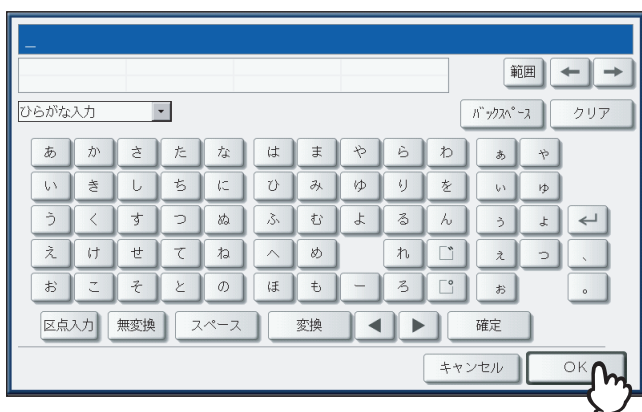 _
範囲 ← →
ひらがな入力 バックスペース クリア
あ か さ た な は ま や ら わ ぁ ゃ
い き し ち に ひ み ゆ り を ぃ ゅ
う く す つ ぬ ふ む よ る ん ぅ ょ
え け せ て ね へ め れ ゛ ぇ っ 、
お こ そ と の ほ も ー ろ ゜ ぉ 。
区点入力 無変換 スペース 変換 ◀ ▶ 確定
キャンセル OK